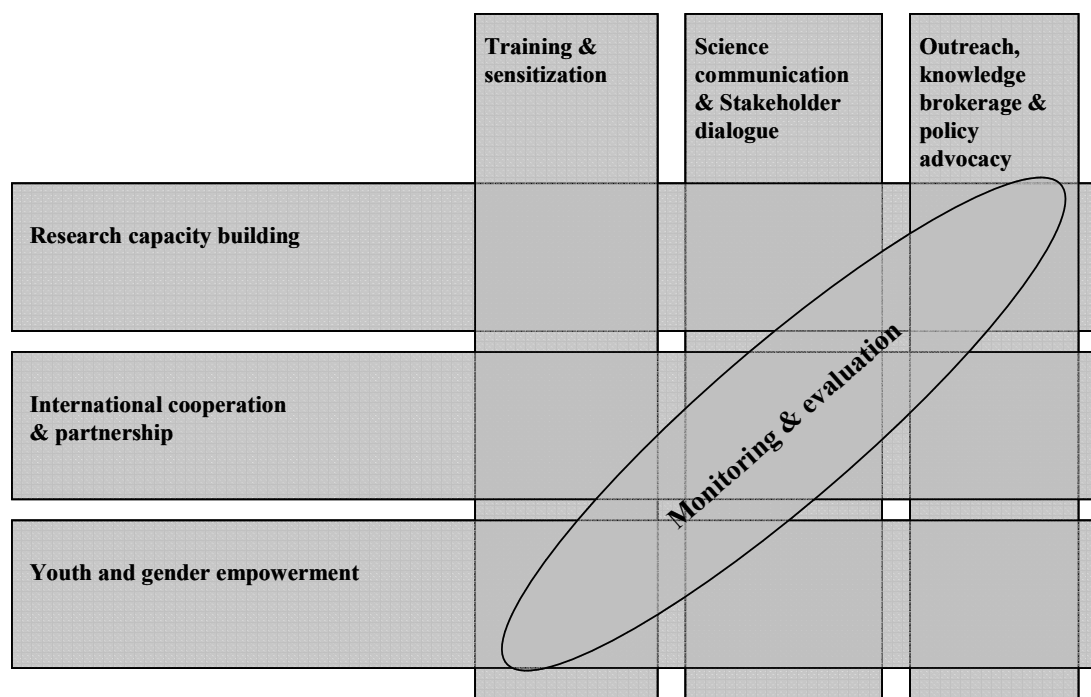 Training &
sensitization
Science
communication
& Stakeholder
dialogue
Outreach,
knowledge
brokerage &
policy
advocacy
Research capacity building
International cooperation
& partnership
Monitoring & evaluation
Youth and gender empowerment